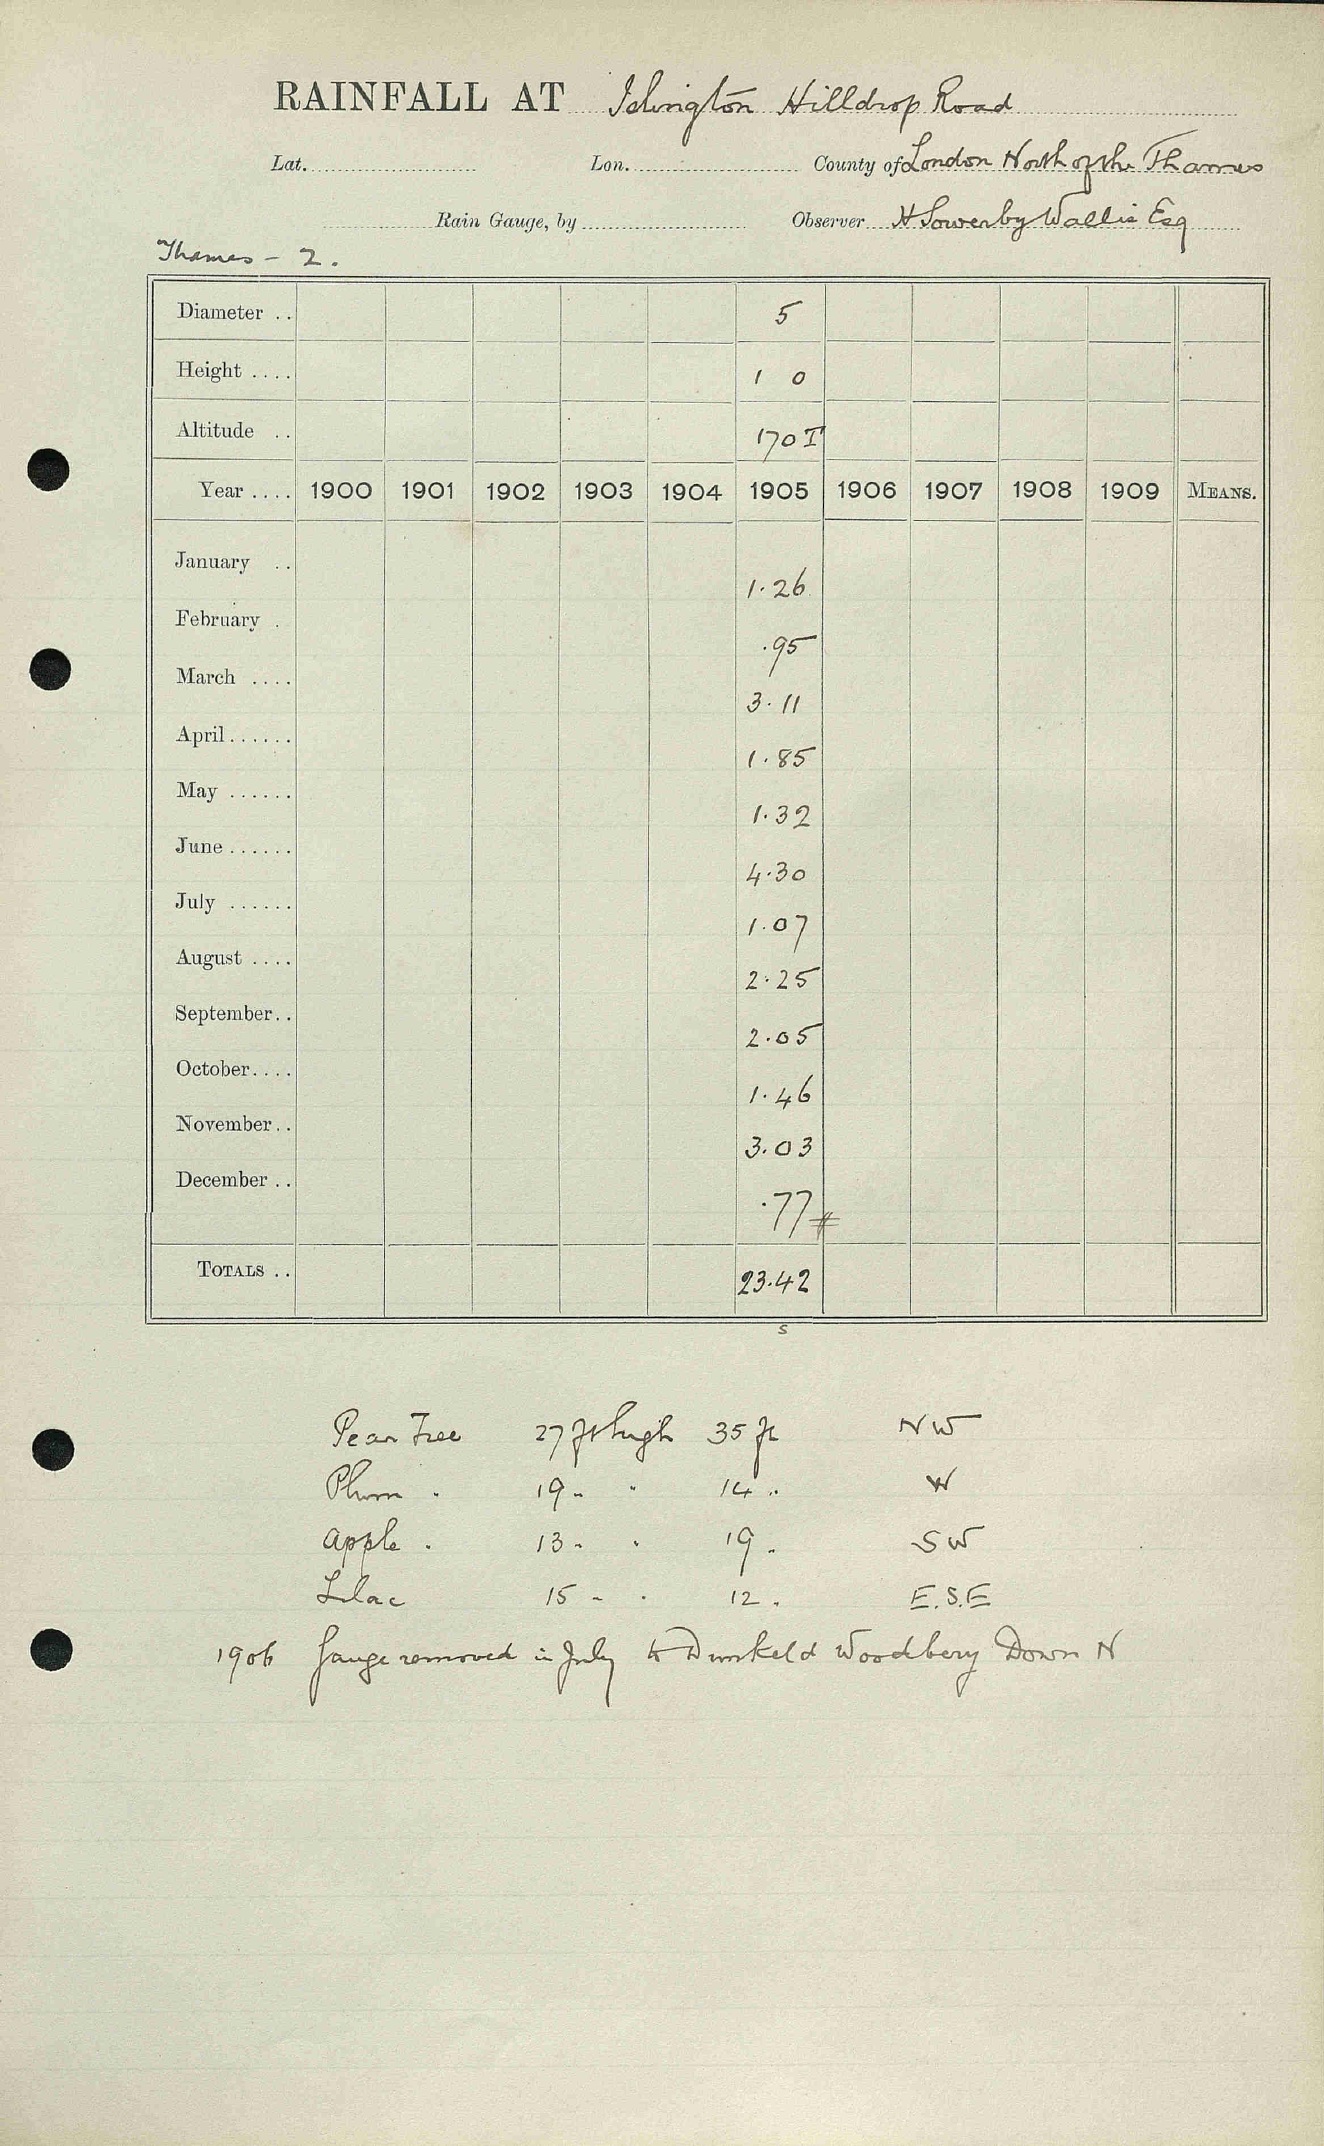 RAINFALL AT Islington Hilldrop Road
Lat. Lon. County of London North of the Thames
Rain Gauge, by Observer H Sowerby Wallis Esq
Thames - 2.
Diameter .. 5
Height .... 1 0
Altitude .. 170 T
Year .... 1900 1901 1902 1903 1904 1905 1906 1907 1908 1909 MEANS.
January .. 1.26
February . .95
March .... 3.11
April...... 1.85
May ...... 1.32
June...... 4.30
July ...... 1.07
August .... 2.25
September.. 2.05
October.... 1.46
November.. 3.03
December .. .77 #
TOTALS .. 23.42
s
Pear Tree 27 ft high 35 ft NW
Plum " 19 " " 14 " W
Apple " 13 " " 19 " SW
Lilac 15 " " 12 " E.S.E
1906 Gauge removed in July to Dunkeld Woodbery Down N